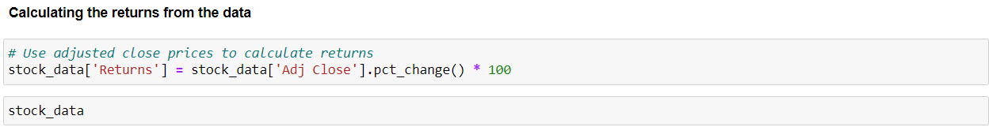 Calculating the returns from the data
# Use adjusted close prices to calculate returns
stock_data['Returns'] = stock_data['Adj Close'].pct_change() * 100
stock_data